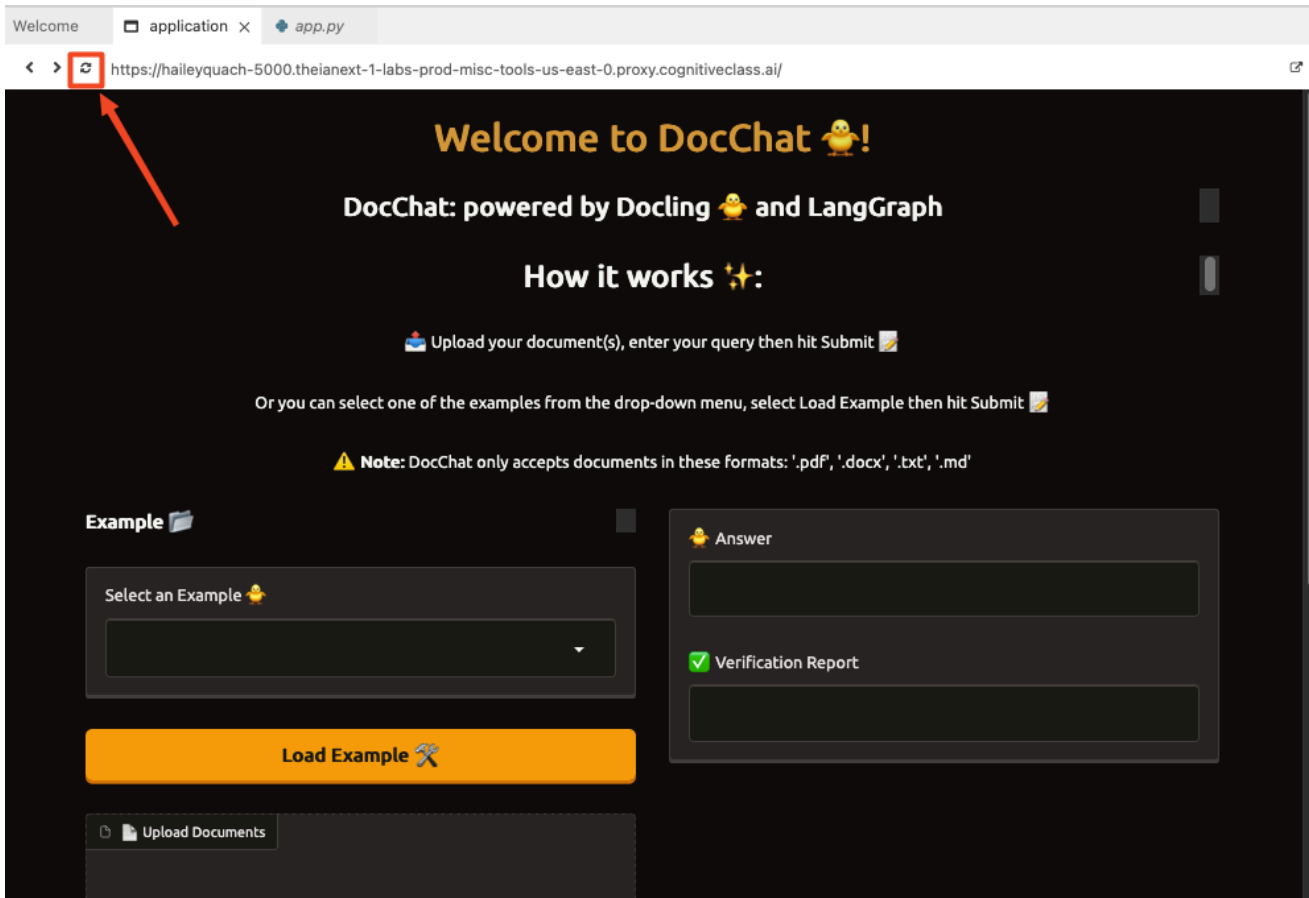 Welcome
application
app.py
https://haileyquach-5000.theianext-1-labs-prod-misc-tools-us-east-0.proxy.cognitiveclass.ai/
Welcome to DocChat 🐥!
DocChat: powered by Docling 🐥 and LangGraph
How it works ✨:
📤 Upload your document(s), enter your query then hit Submit 📝
Or you can select one of the examples from the drop-down menu, select Load Example then hit Submit 📝
⚠️ Note: DocChat only accepts documents in these formats: '.pdf', '.docx', '.txt', '.md'
Example 📂
Select an Example 🐥
Load Example 🛠️
📄 Upload Documents
🐥 Answer
✅ Verification Report